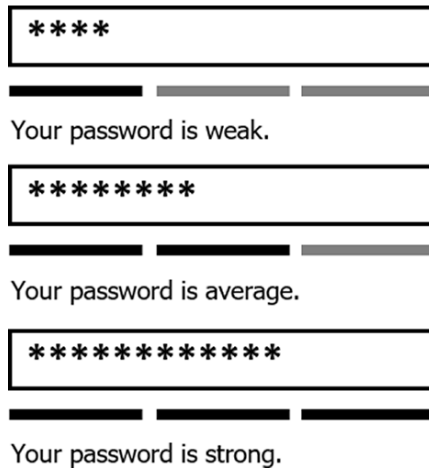 ****
Your password is weak.
********
Your password is average.
************
Your password is strong.